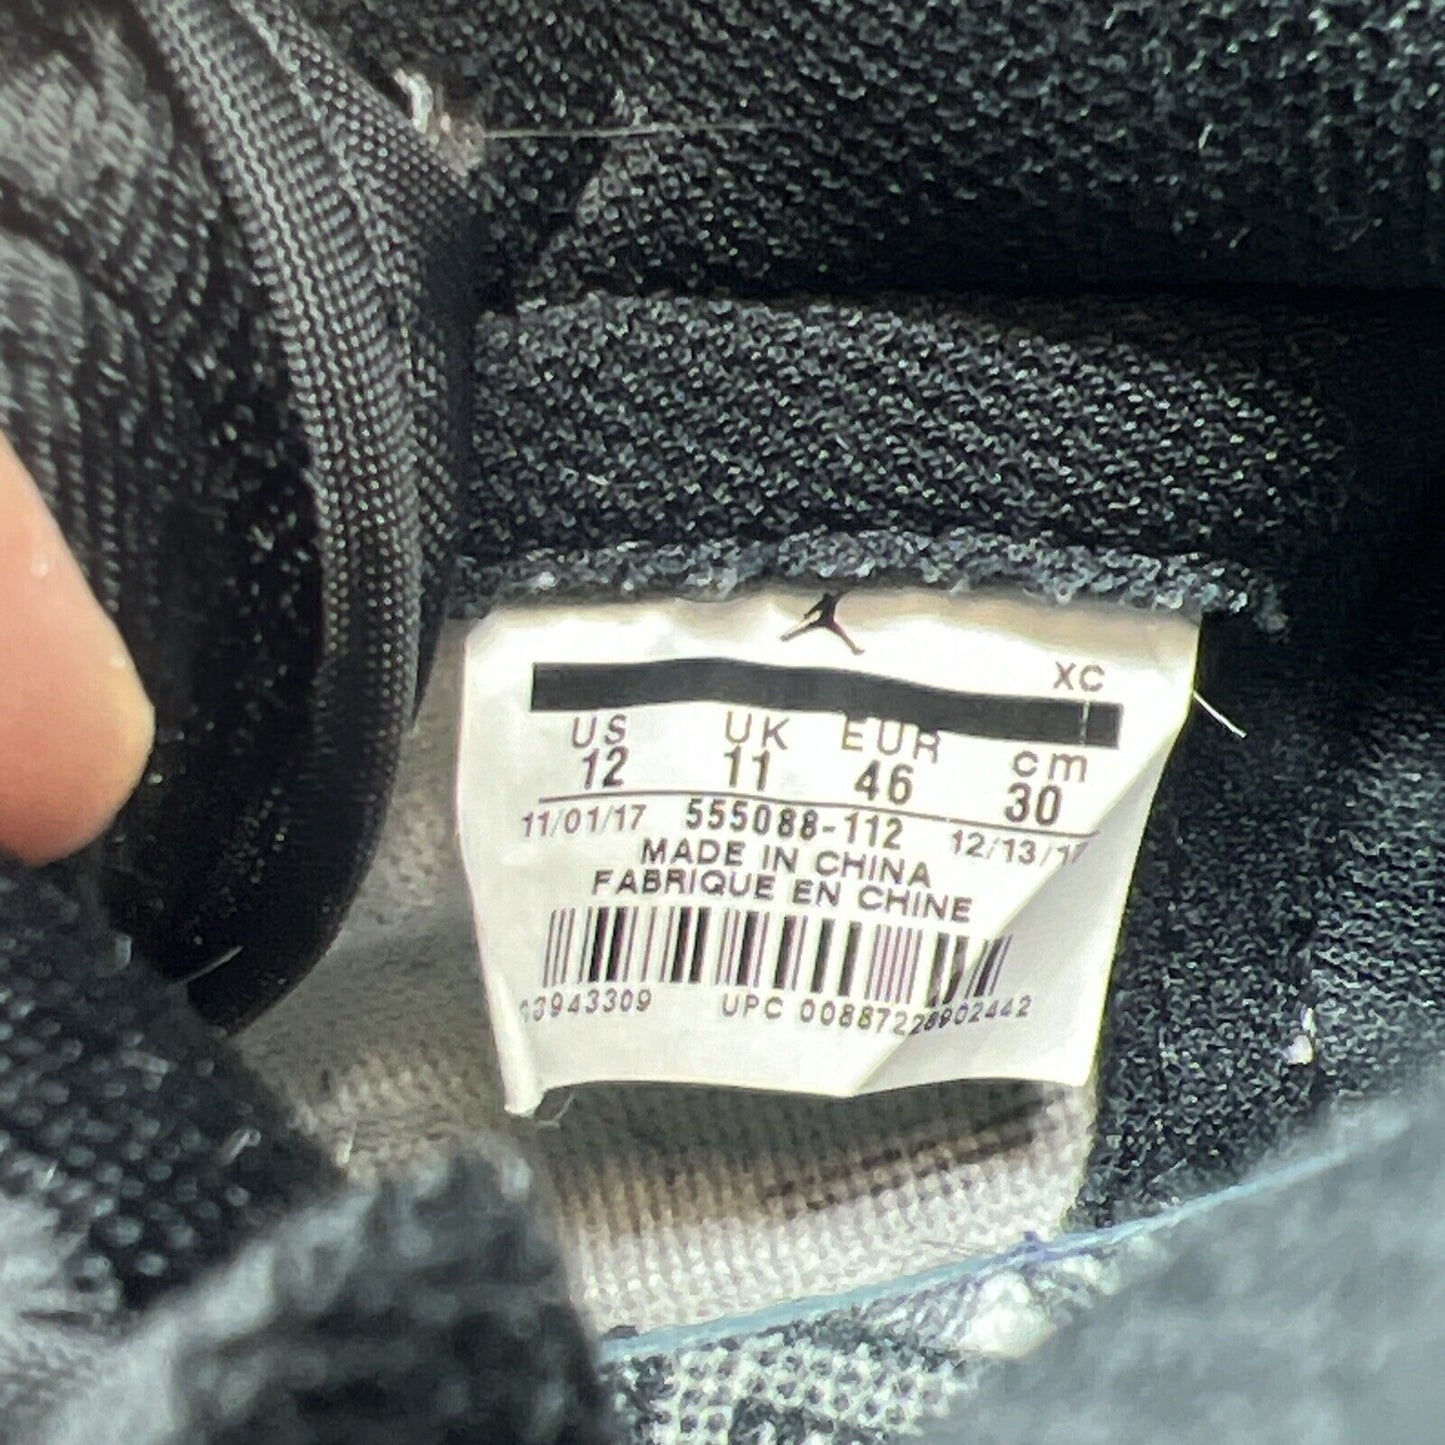 XC
US UK EUR cm
12 11 46 30
11/01/17 555088-112 12/13/17
MADE IN CHINA
FABRIQUE EN CHINE
03943309 UPC 00887228902442